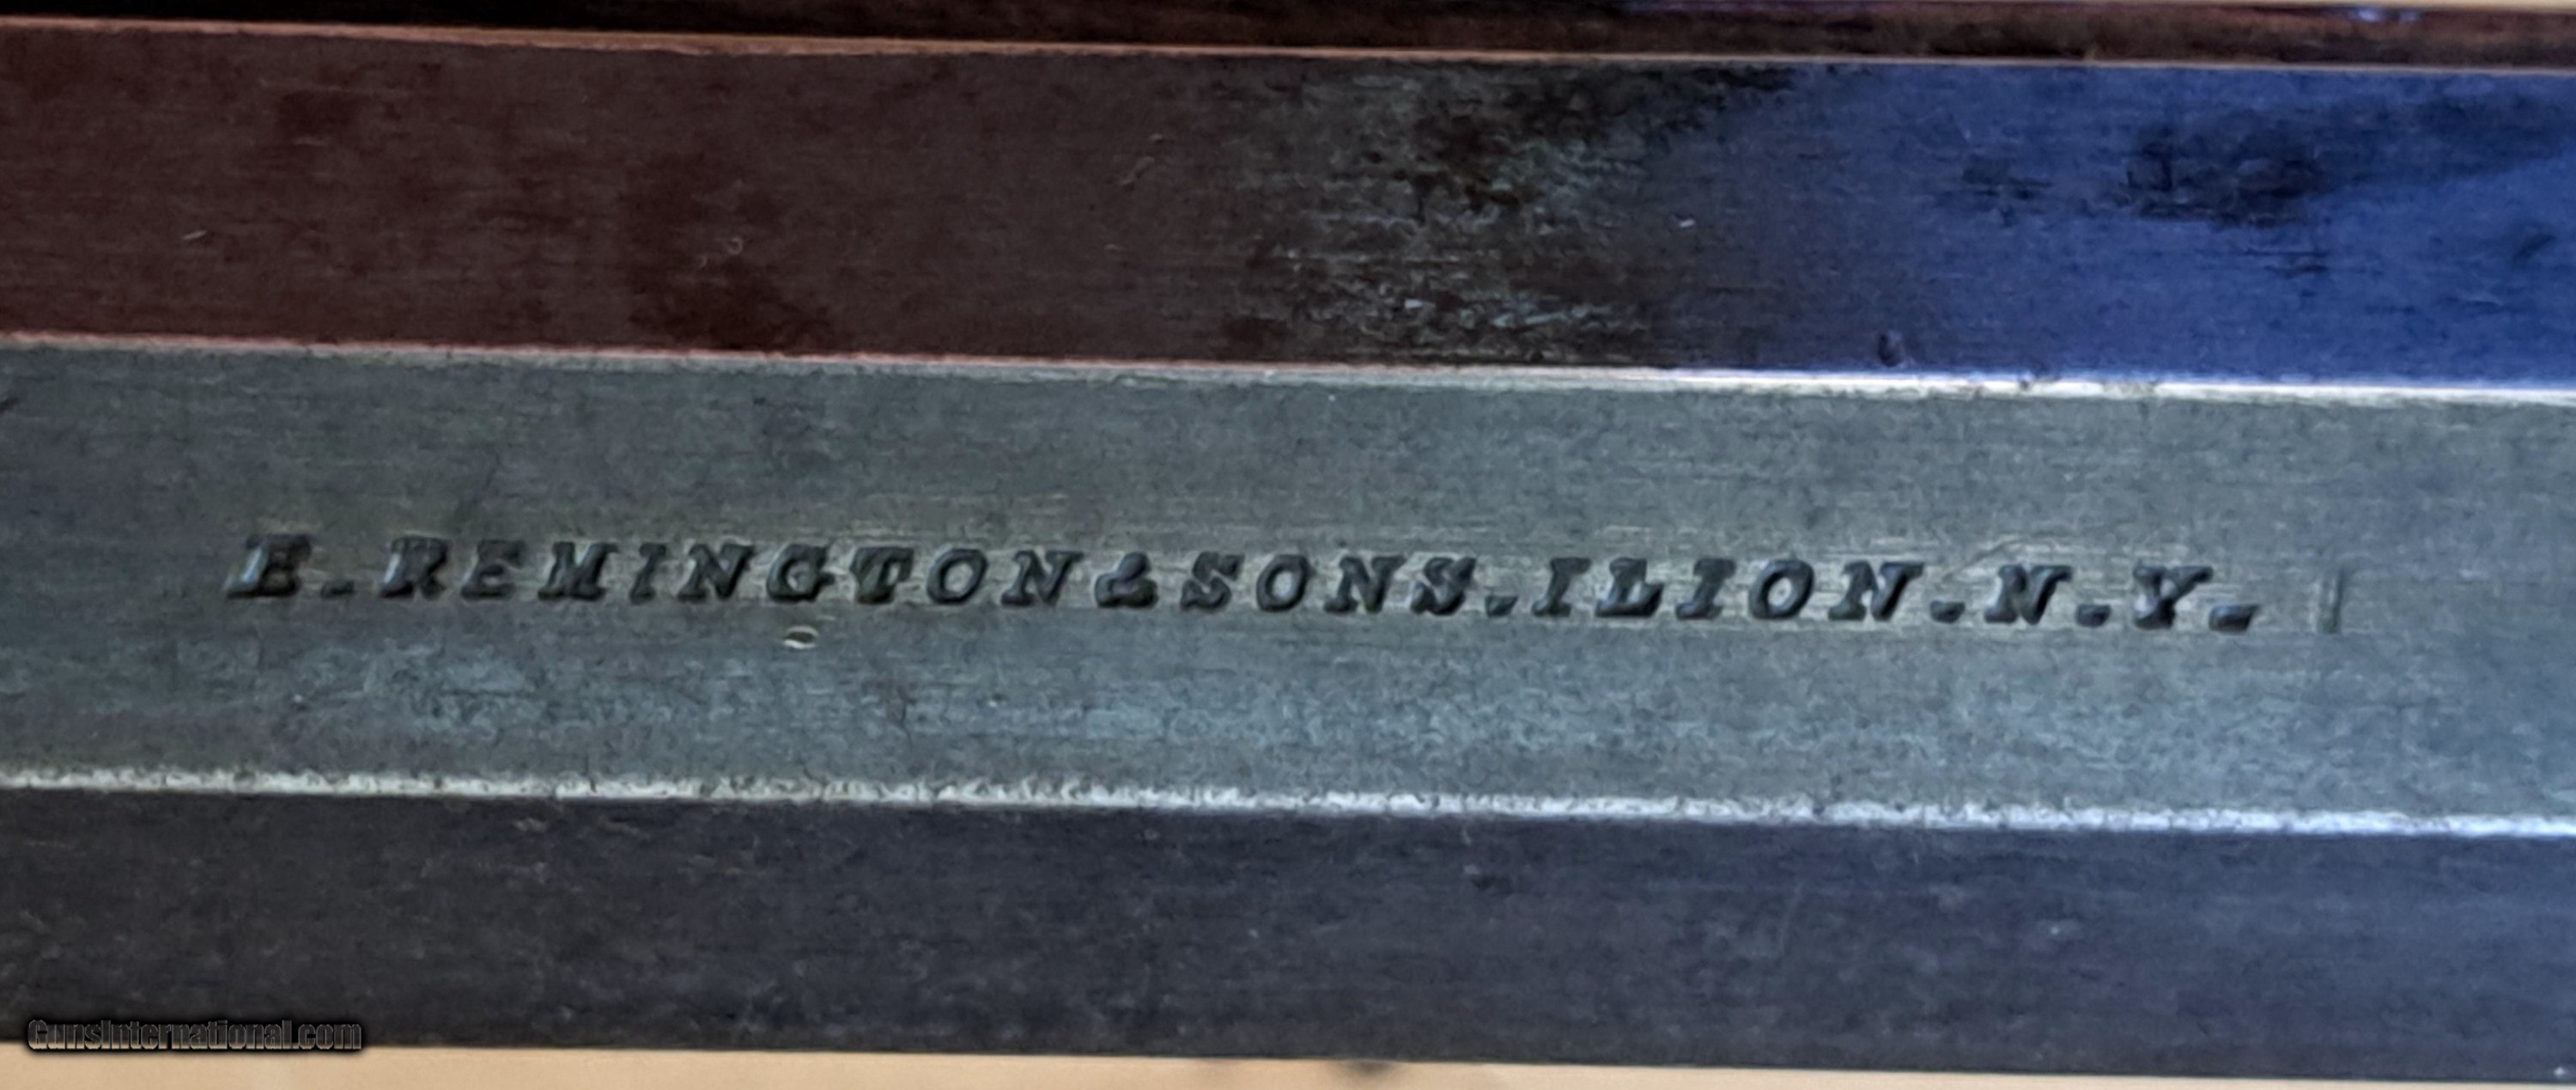 E.REMINGTON&SONS.ILION.N.Y.
GunsInternational.com